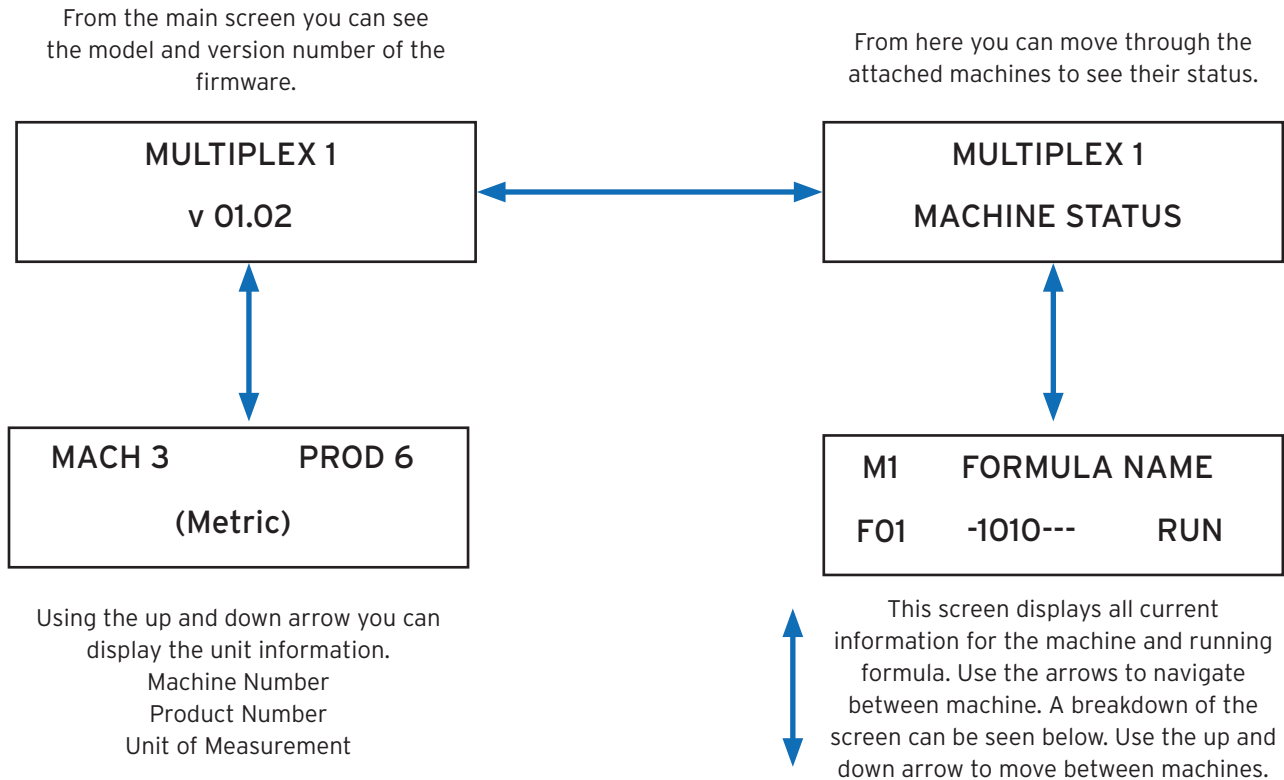 From the main screen you can see
the model and version number of the
firmware.
From here you can move through the
attached machines to see their status.
MULTIPLEX 1
v 01.02
MULTIPLEX 1
MACHINE STATUS
MACH 3 PROD 6
(Metric)
M1 FORMULA NAME
F01 -1010--- RUN
Using the up and down arrow you can
display the unit information.
Machine Number
Product Number
Unit of Measurement
This screen displays all current
information for the machine and running
formula. Use the arrows to navigate
between machine. A breakdown of the
screen can be seen below. Use the up and
down arrow to move between machines.